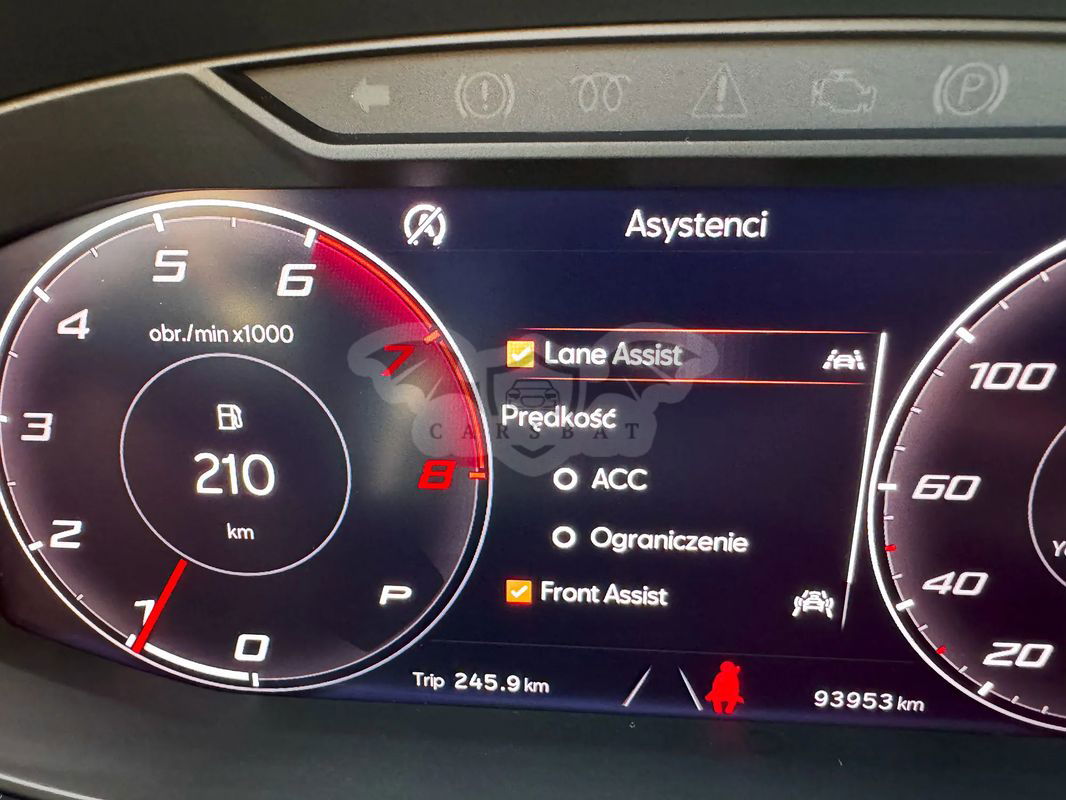 P
Asystenci
5
6
4
obr./min x1000
7
Lane Assist
3
Prędkość
CARSBAT
210
km
8
ACC
100
60
2
Ograniczenie
1
P
Front Assist
40
0
20
Trip 245.9 km
93953 km